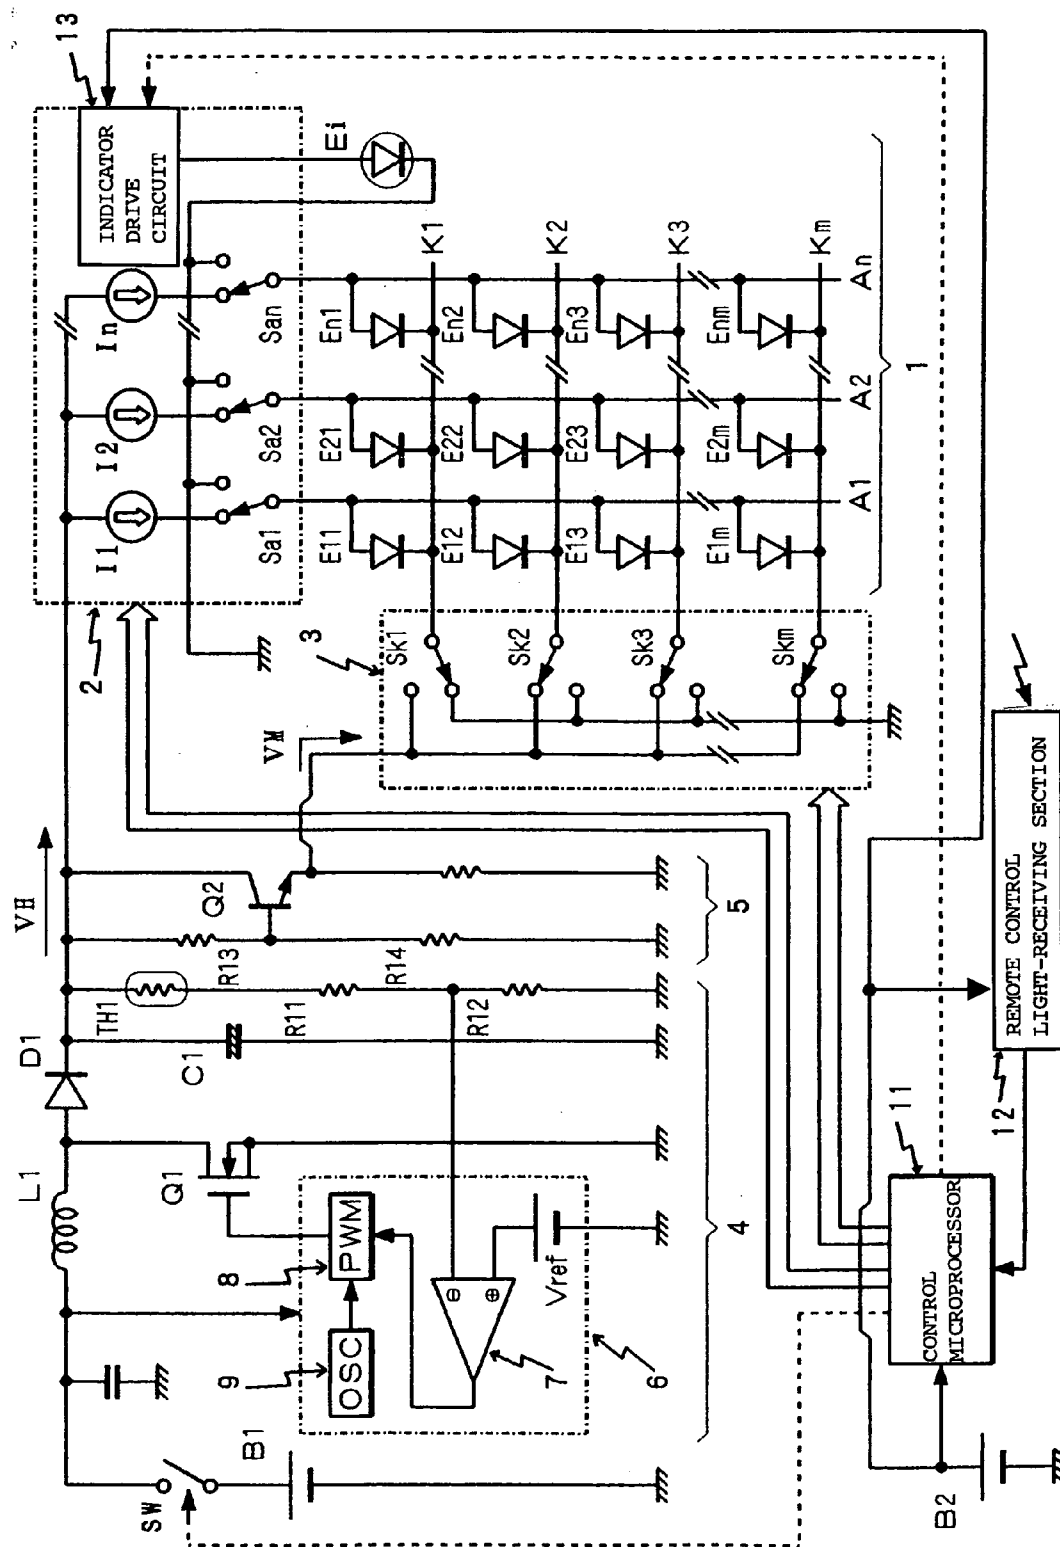 13
VH
D1
L1
SW
B1
C1
TH1
R13
R11
R14
R12
Q2
Q1
5
4
PWM
OSC
8
9
7
6
Vref
VM
2
3
I1
I2
In
INDICATOR
DRIVE
CIRCUIT
Ei
Sa1
Sa2
San
E11
E21
En1
K1
E12
E22
En2
K2
E13
E23
En3
K3
E1m
E2m
Enm
Km
A1
A2
An
1
Sk1
Sk2
Sk3
Skm
11
12
CONTROL
MICROPROCESSOR
REMOTE CONTROL
LIGHT-RECEIVING SECTION
B2